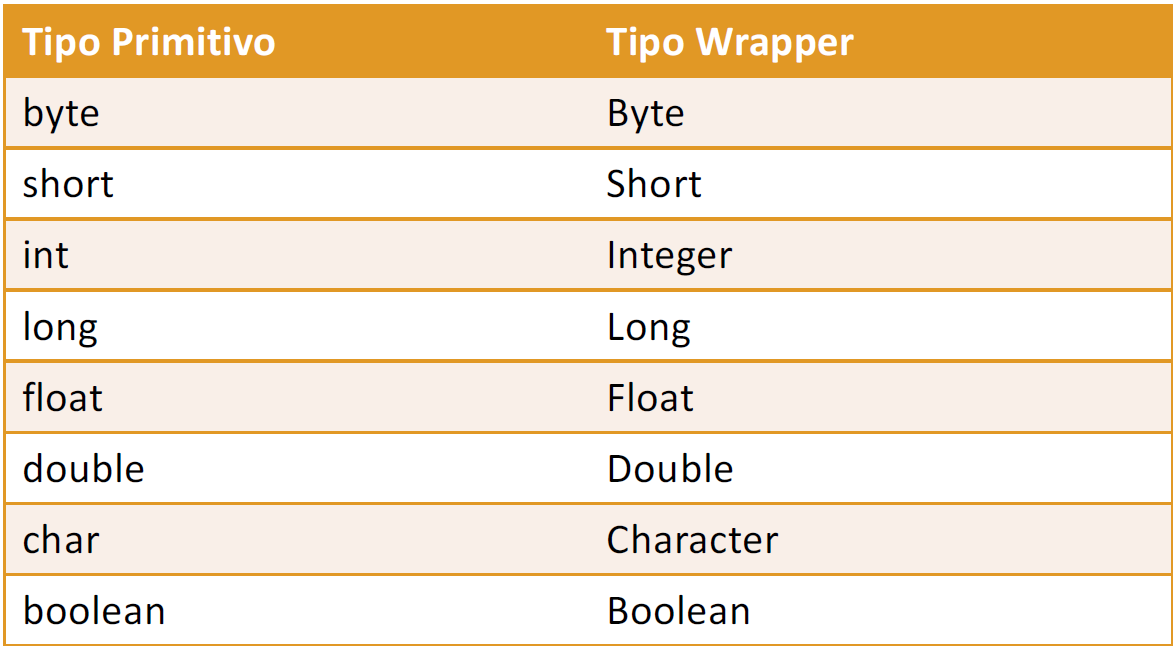 Tipo Primitivo Tipo Wrapper
byte Byte
short Short
int Integer
long Long
float Float
double Double
char Character
boolean Boolean